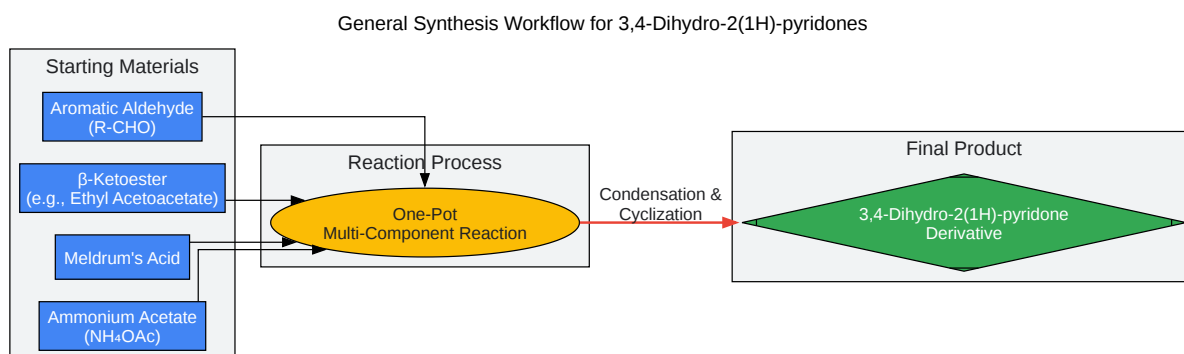 General Synthesis Workflow for 3,4-Dihydro-2(1H)-pyridones
Starting Materials
Aromatic Aldehyde
(R-CHO)
β-Ketoester
(e.g., Ethyl Acetoacetate)
Meldrum's Acid
Ammonium Acetate
(NH₄OAc)
Reaction Process
One-Pot
Multi-Component Reaction
Condensation &
Cyclization
Final Product
3,4-Dihydro-2(1H)-pyridone
Derivative